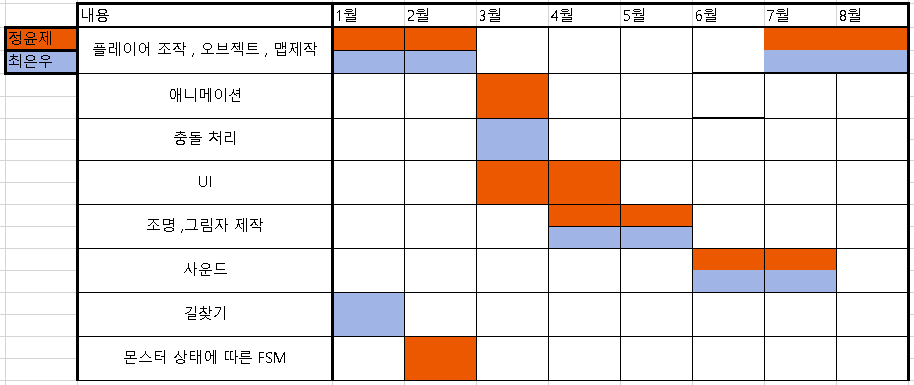 내용 1월 2월 3월 4월 5월 6월 7월 8월
정윤제
최은우
플레이어 조작 , 오브젝트 , 맵제작
애니메이션
충돌 처리
UI
조명 ,그림자 제작
사운드
길찾기
몬스터 상태에 따른 FSM